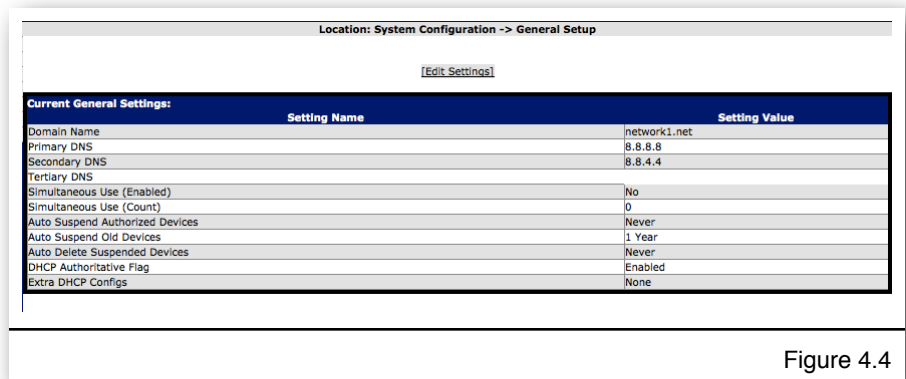 Location: System Configuration -> General Setup
[Edit Settings]
Current General Settings:
Setting Name Setting Value
Domain Name network1.net
Primary DNS 8.8.8.8
Secondary DNS 8.8.4.4
Tertiary DNS
Simultaneous Use (Enabled) No
Simultaneous Use (Count) 0
Auto Suspend Authorized Devices Never
Auto Suspend Old Devices 1 Year
Auto Delete Suspended Devices Never
DHCP Authoritative Flag Enabled
Extra DHCP Configs None
Figure 4.4